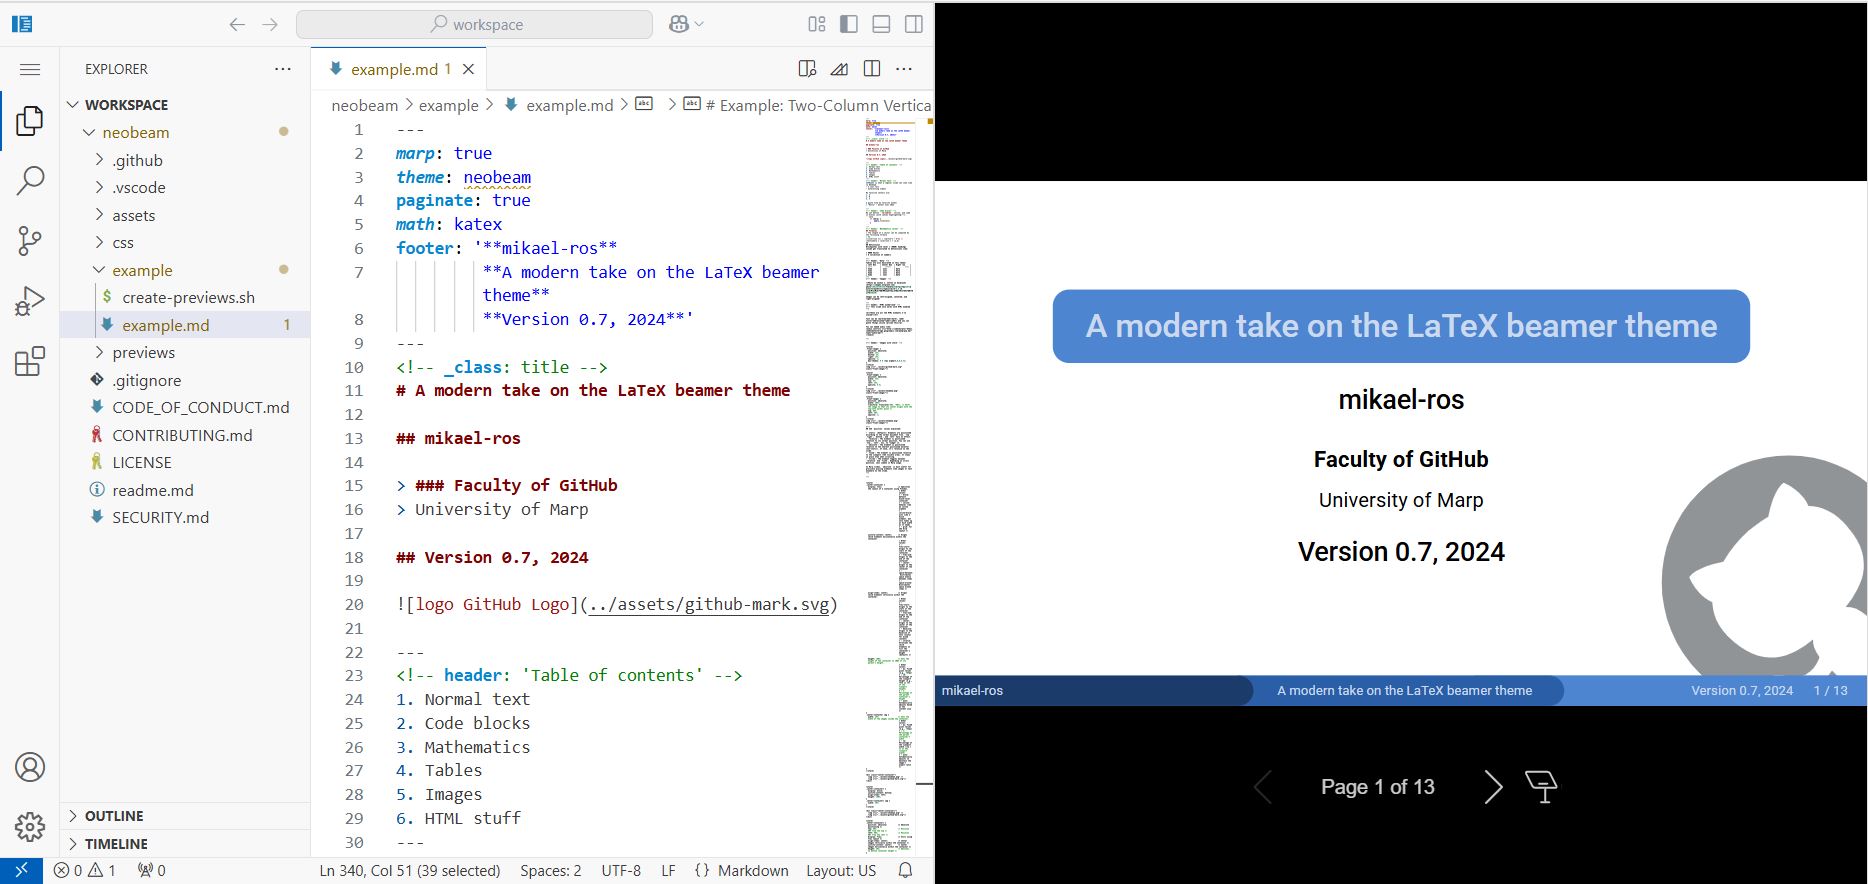 workspace
EXPLORER
WORKSPACE
neobeam
.github
.vscode
assets
css
example
create-previews.sh
example.md 1
previews
.gitignore
CODE_OF_CONDUCT.md
CONTRIBUTING.md
LICENSE
readme.md
SECURITY.md
OUTLINE
TIMELINE
example.md 1
neobeam > example > example.md > abc > abc # Example: Two-Column Vertica
1 ---
2 marp: true
3 theme: neobeam
4 paginate: true
5 math: katex
6 footer: '**mikael-ros**
7 **A modern take on the LaTeX beamer
theme**
8 **Version 0.7, 2024**'
9 ---
10 <!-- _class: title -->
11 # A modern take on the LaTeX beamer theme
12
13 ## mikael-ros
14
15 > ### Faculty of GitHub
16 > University of Marp
17
18 ## Version 0.7, 2024
19
20 ![logo GitHub Logo](../assets/github-mark.svg)
21
22 ---
23 <!-- header: 'Table of contents' -->
24 1. Normal text
25 2. Code blocks
26 3. Mathematics
27 4. Tables
28 5. Images
29 6. HTML stuff
30 ---
0 1 0
Ln 340, Col 51 (39 selected) Spaces: 2 UTF-8 LF {} Markdown Layout: US
A modern take on the LaTeX beamer theme
mikael-ros
Faculty of GitHub
University of Marp
Version 0.7, 2024
mikael-ros A modern take on the LaTeX beamer theme Version 0.7, 2024 1 / 13
Page 1 of 13